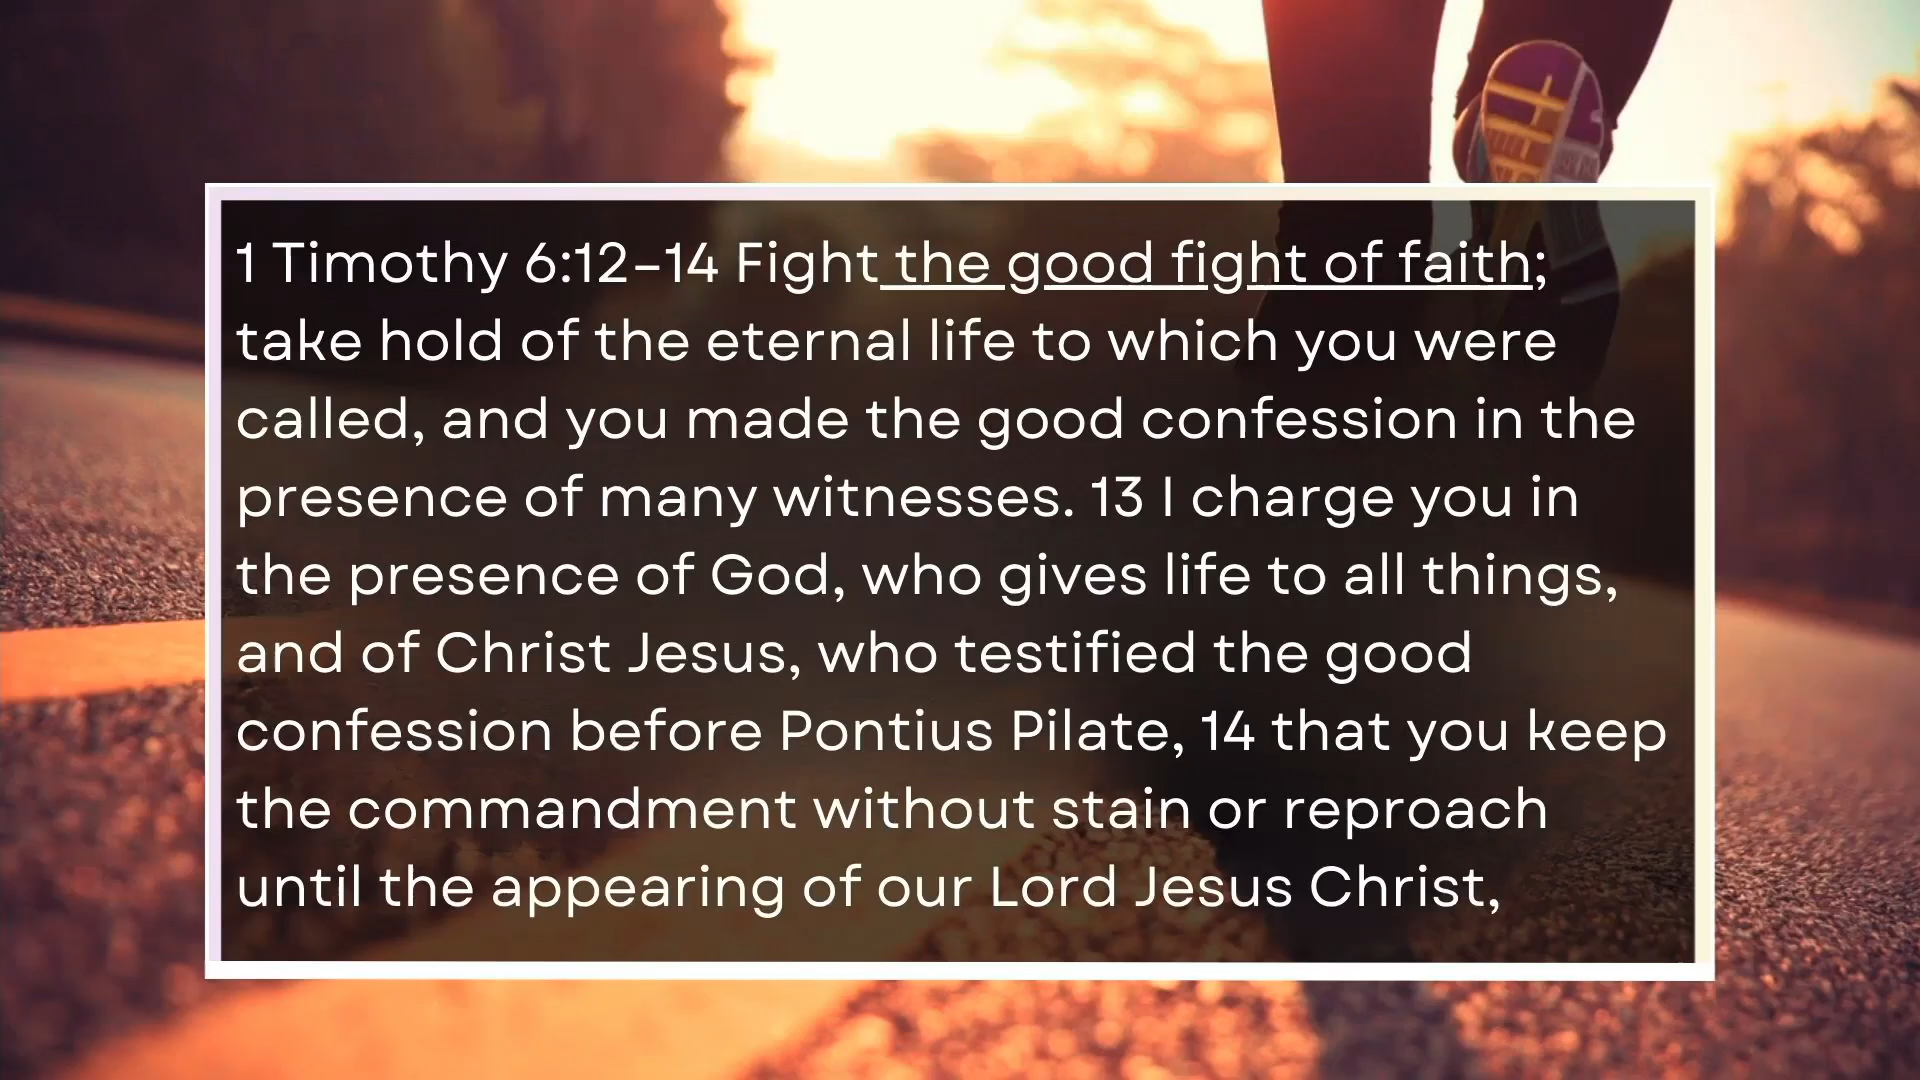 1 Timothy 6:12–14 Fight the good fight of faith;
take hold of the eternal life to which you were
called, and you made the good confession in the
presence of many witnesses. 13 I charge you in
the presence of God, who gives life to all things,
and of Christ Jesus, who testified the good
confession before Pontius Pilate, 14 that you keep
the commandment without stain or reproach
until the appearing of our Lord Jesus Christ,